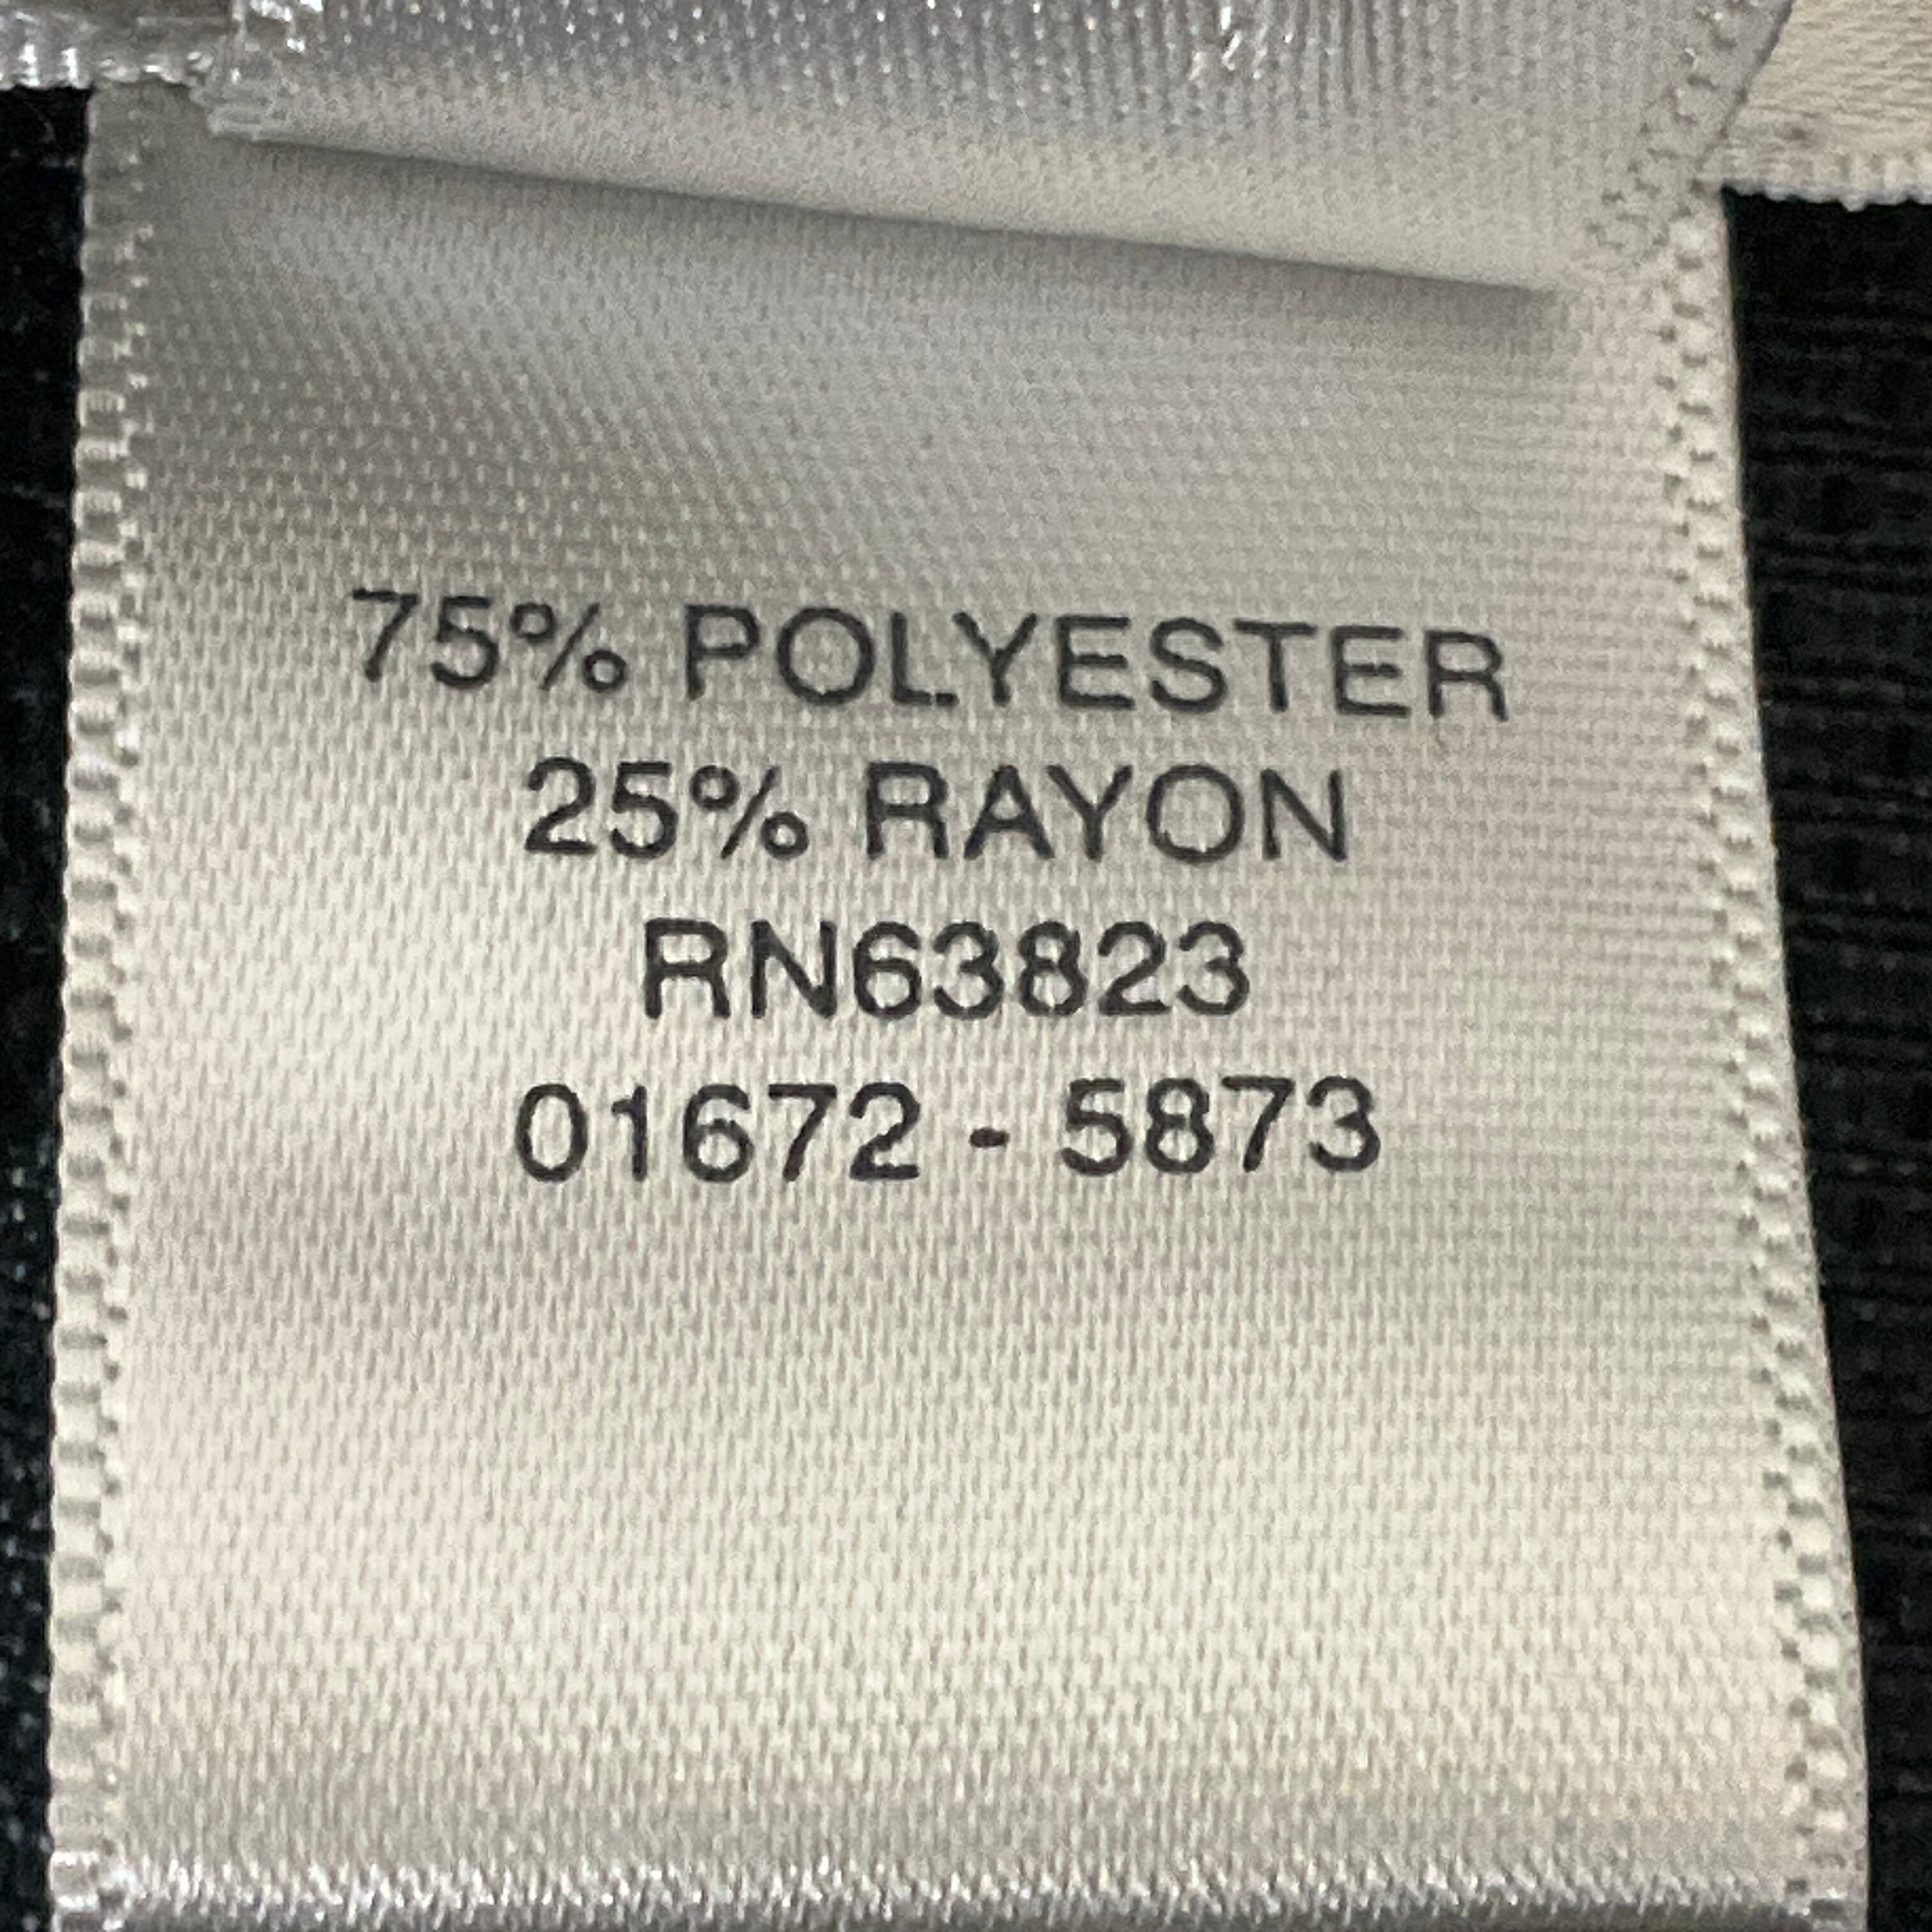 75% POLYESTER
25% RAYON
RN63823
01672 - 5873